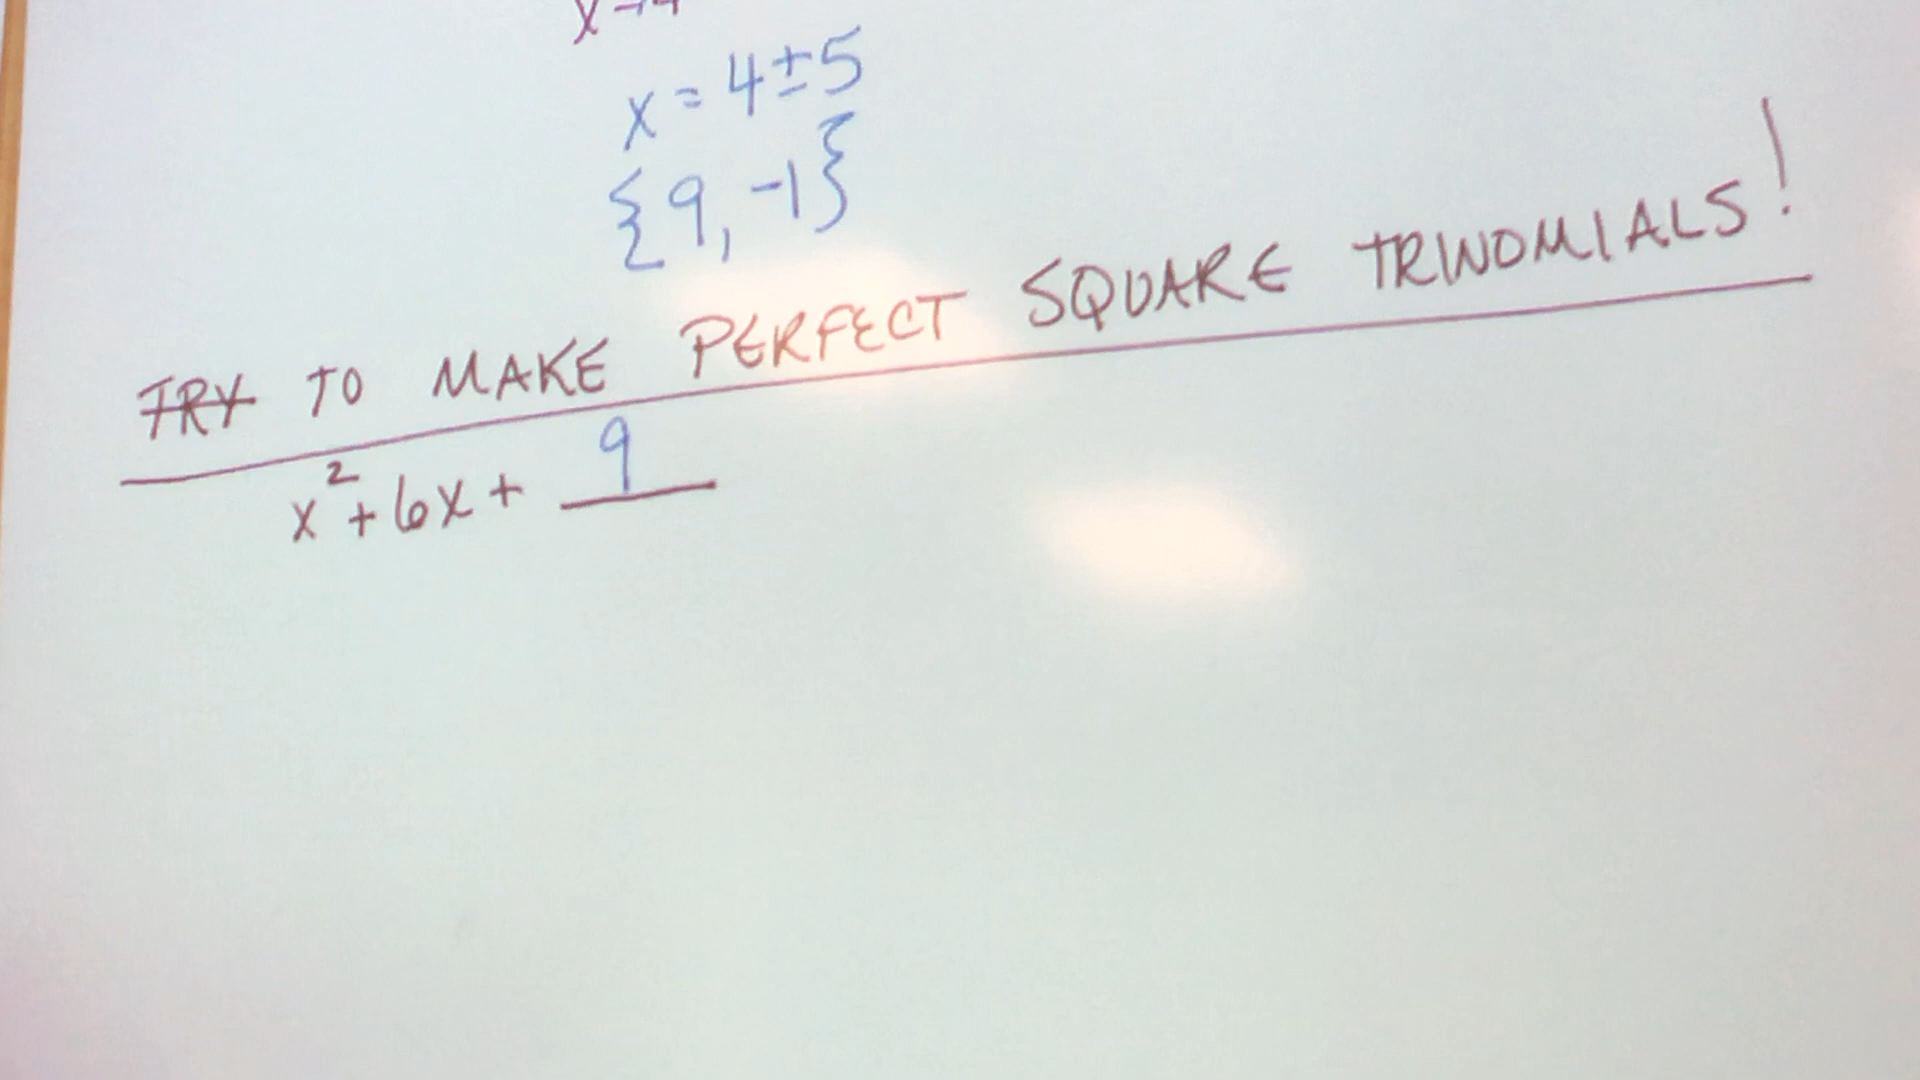 x = 4 ± 5
{9, -1}
TRY TO MAKE PERFECT SQUARE TRINOMIALS!
x² + 6x + 9